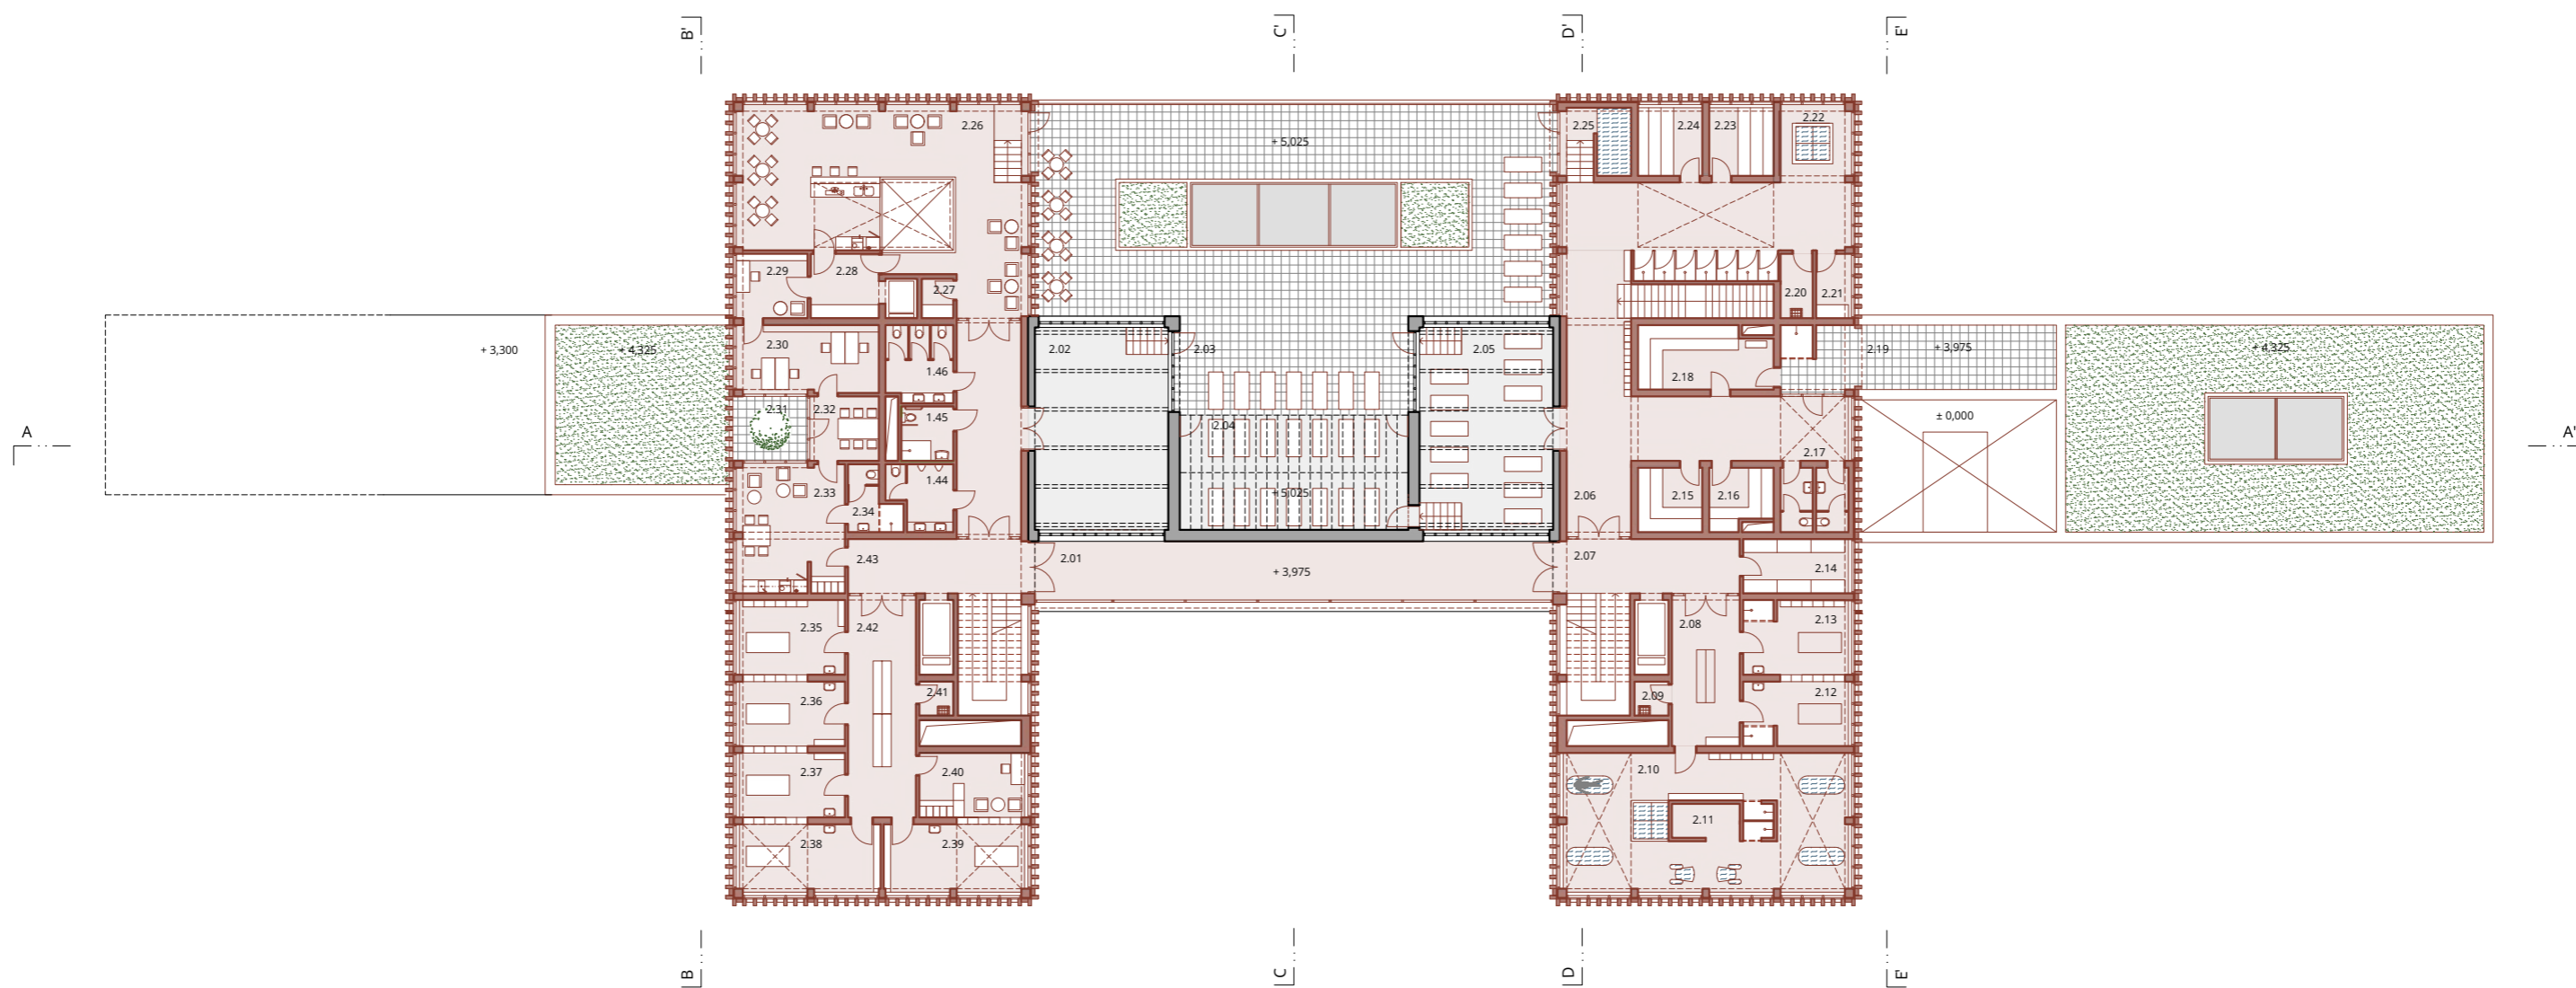 B' C' D' E'
2.26 + 5,025 2.25 2.24 2.23 2.22
2.29 2.28 2.27 2.20 2.21
+ 3,300 + 4,325 2.30 2.02 2.03 2.05 2.19 + 3,975 + 4,325
1.46 2.18
2.31 2.32 1.45 2.04 ± 0,000
A A'
2.17
2.33 1.44 + 5,025 2.06 2.15 2.16
2.34
2.43 2.01 + 3,975 2.07 2.14
2.35 2.42 2.08 2.13
2.36 2.41 2.09 2.12
2.37 2.40 2.10
2.11
2.38 2.39
B C D E